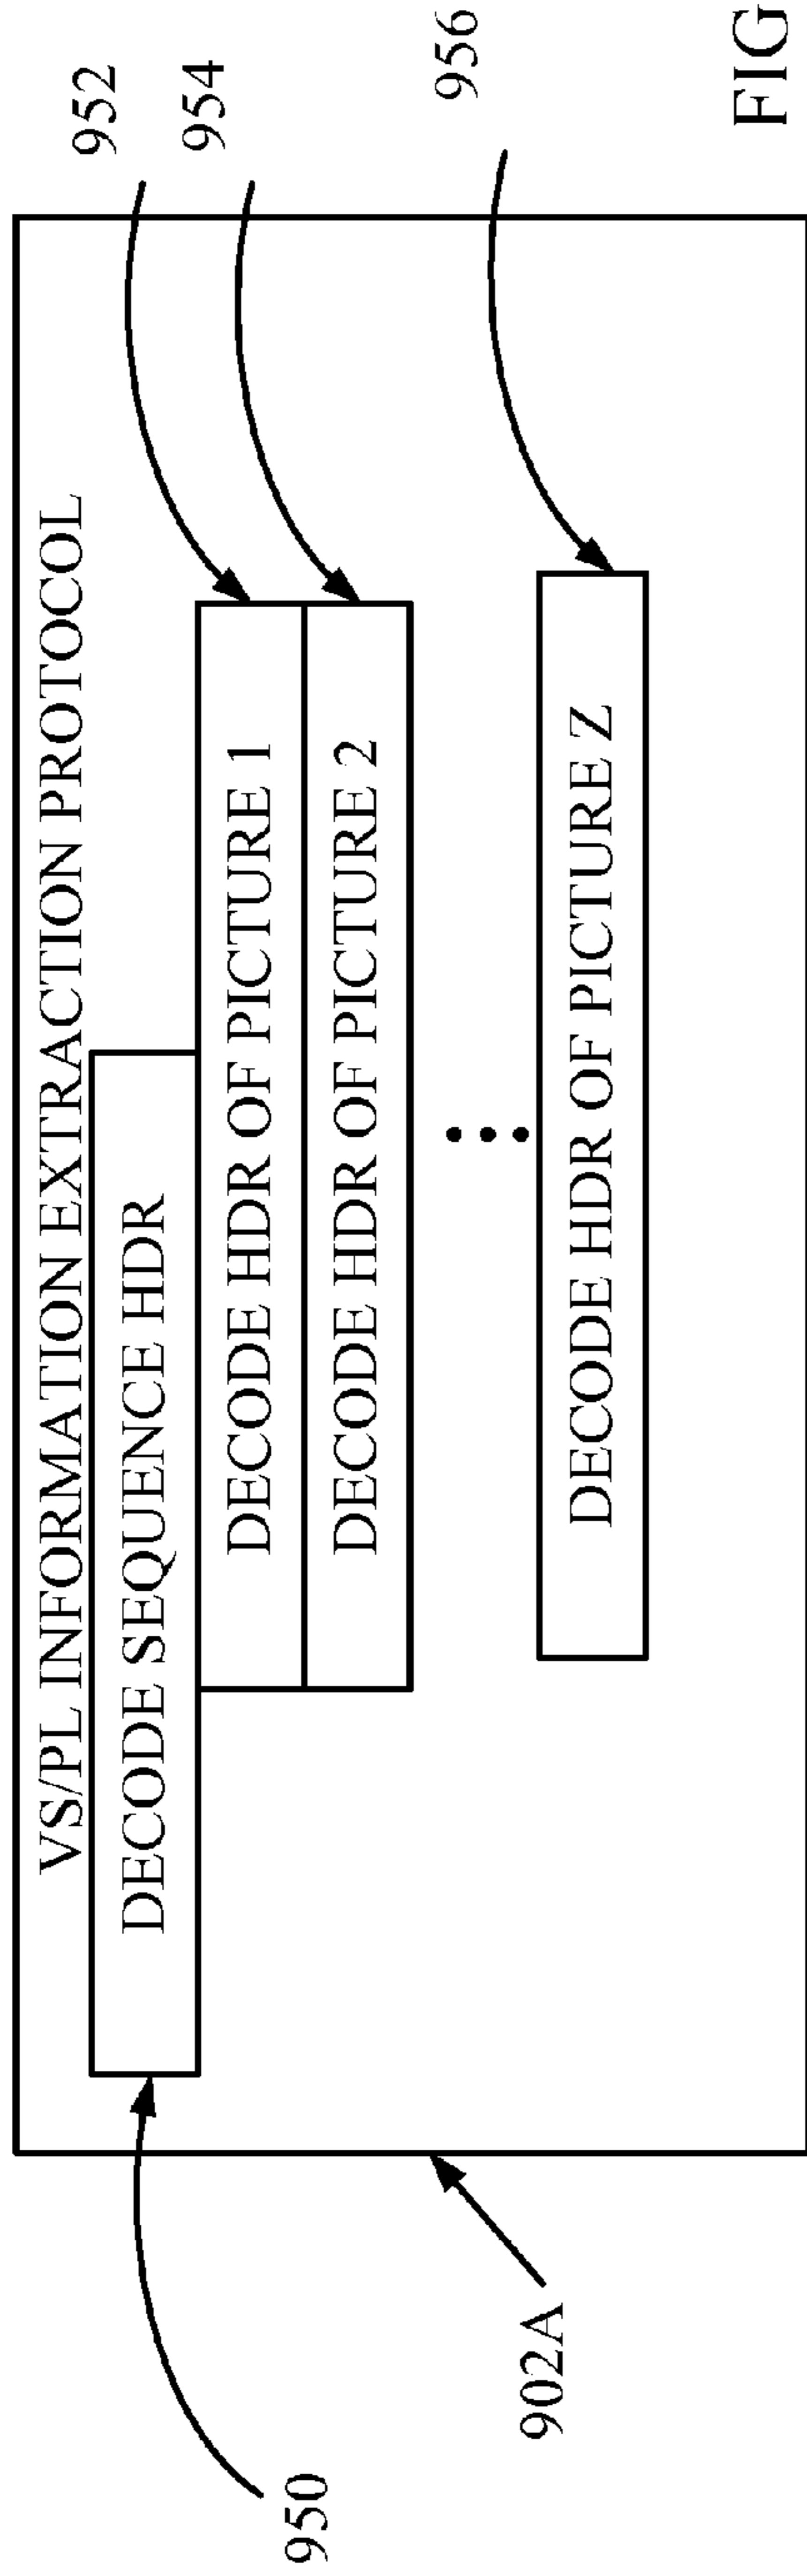 VS/PL INFORMATION EXTRACTION PROTOCOL
DECODE SEQUENCE HDR
DECODE HDR OF PICTURE 1
DECODE HDR OF PICTURE 2
DECODE HDR OF PICTURE Z
950
902A
952
954
956
FIG